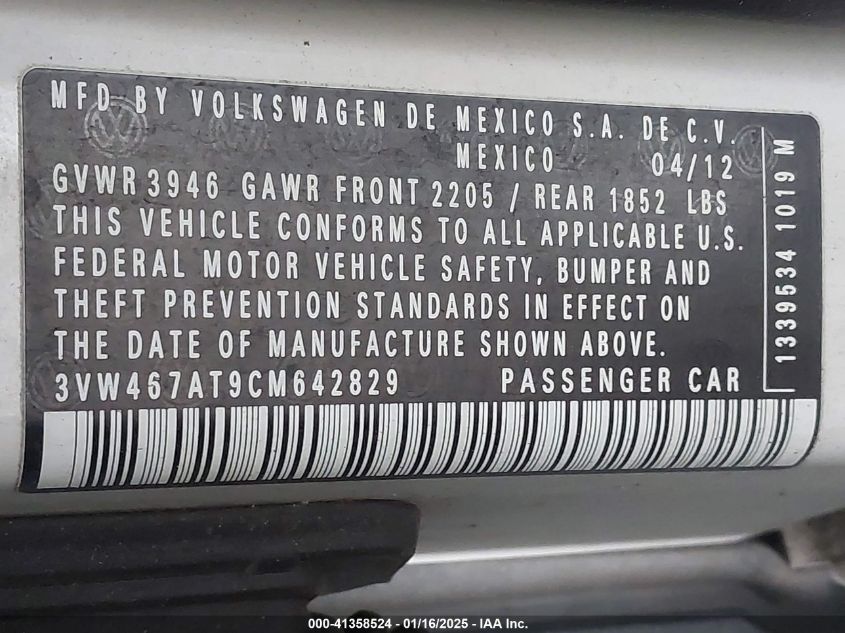 MFD BY VOLKSWAGEN DE MEXICO S.A. DE C.V.
MEXICO 04/12
GVWR 3946 GAWR FRONT 2205 / REAR 1852 LBS
THIS VEHICLE CONFORMS TO ALL APPLICABLE U.S.
FEDERAL MOTOR VEHICLE SAFETY, BUMPER AND
THEFT PREVENTION STANDARDS IN EFFECT ON
THE DATE OF MANUFACTURE SHOWN ABOVE.
3VW467AT9CM642829 PASSENGER CAR
1339534 1019 M
000-41358524 - 01/16/2025 - IAA Inc.